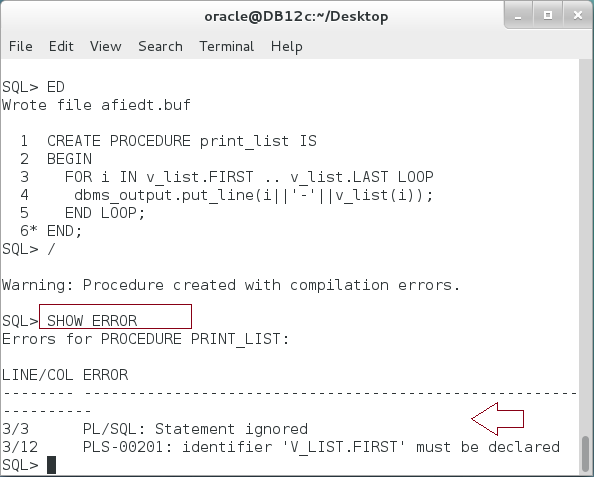 oracle@DB12c:~/Desktop
File Edit View Search Terminal Help
SQL> ED
Wrote file afiedt.buf
1 CREATE PROCEDURE print_list IS
2 BEGIN
3 FOR i IN v_list.FIRST .. v_list.LAST LOOP
4 dbms_output.put_line(i||'-'||v_list(i));
5 END LOOP;
6* END;
SQL> /
Warning: Procedure created with compilation errors.
SQL> SHOW ERROR
Errors for PROCEDURE PRINT_LIST:
LINE/COL ERROR
-------- -------------------------------------------------------
----------
3/3 PL/SQL: Statement ignored
3/12 PLS-00201: identifier 'V_LIST.FIRST' must be declared
SQL>